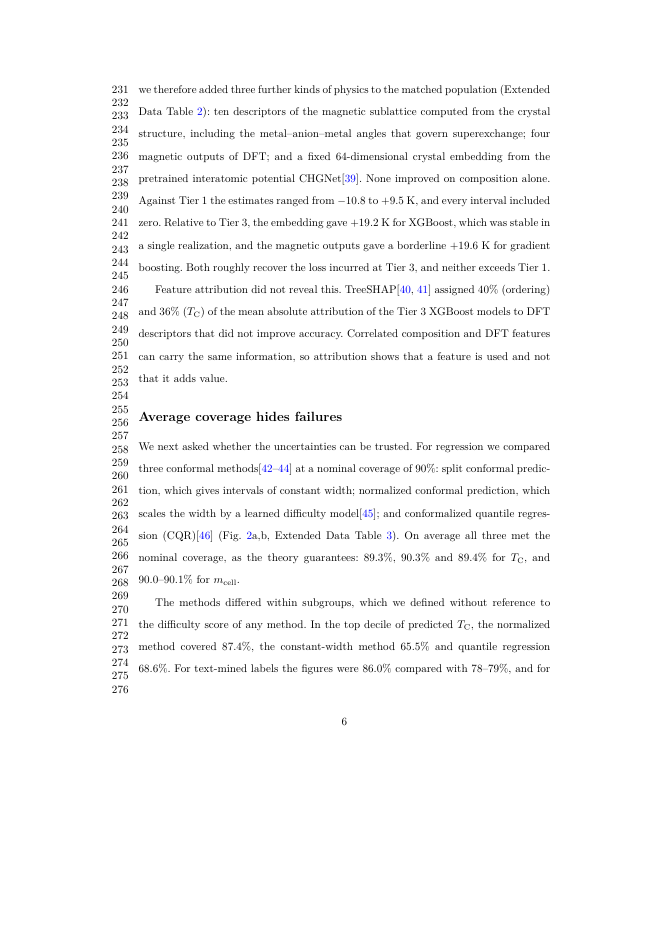 231 we therefore added three further kinds of physics to the matched population (Extended
232
233 Data Table 2): ten descriptors of the magnetic sublattice computed from the crystal
234 structure, including the metal–anion–metal angles that govern superexchange; four
235
236 magnetic outputs of DFT; and a fixed 64-dimensional crystal embedding from the
237
238 pretrained interatomic potential CHGNet[39]. None improved on composition alone.
239 Against Tier 1 the estimates ranged from −10.8 to +9.5 K, and every interval included
240
241 zero. Relative to Tier 3, the embedding gave +19.2 K for XGBoost, which was stable in
242
243 a single realization, and the magnetic outputs gave a borderline +19.6 K for gradient
244 boosting. Both roughly recover the loss incurred at Tier 3, and neither exceeds Tier 1.
245
246 Feature attribution did not reveal this. TreeSHAP[40, 41] assigned 40% (ordering)
247
248 and 36% (TC) of the mean absolute attribution of the Tier 3 XGBoost models to DFT
249 descriptors that did not improve accuracy. Correlated composition and DFT features
250
251 can carry the same information, so attribution shows that a feature is used and not
252
253 that it adds value.
254
255 Average coverage hides failures
256
257
258 We next asked whether the uncertainties can be trusted. For regression we compared
259 three conformal methods[42–44] at a nominal coverage of 90%: split conformal predic-
260
261 tion, which gives intervals of constant width; normalized conformal prediction, which
262
263 scales the width by a learned difficulty model[45]; and conformalized quantile regres-
264 sion (CQR)[46] (Fig. 2a,b, Extended Data Table 3). On average all three met the
265
266 nominal coverage, as the theory guarantees: 89.3%, 90.3% and 89.4% for TC, and
267
268 90.0–90.1% for mcell.
269
270 The methods differed within subgroups, which we defined without reference to
271 the difficulty score of any method. In the top decile of predicted TC, the normalized
272
273 method covered 87.4%, the constant-width method 65.5% and quantile regression
274 68.6%. For text-mined labels the figures were 86.0% compared with 78–79%, and for
275
276
6